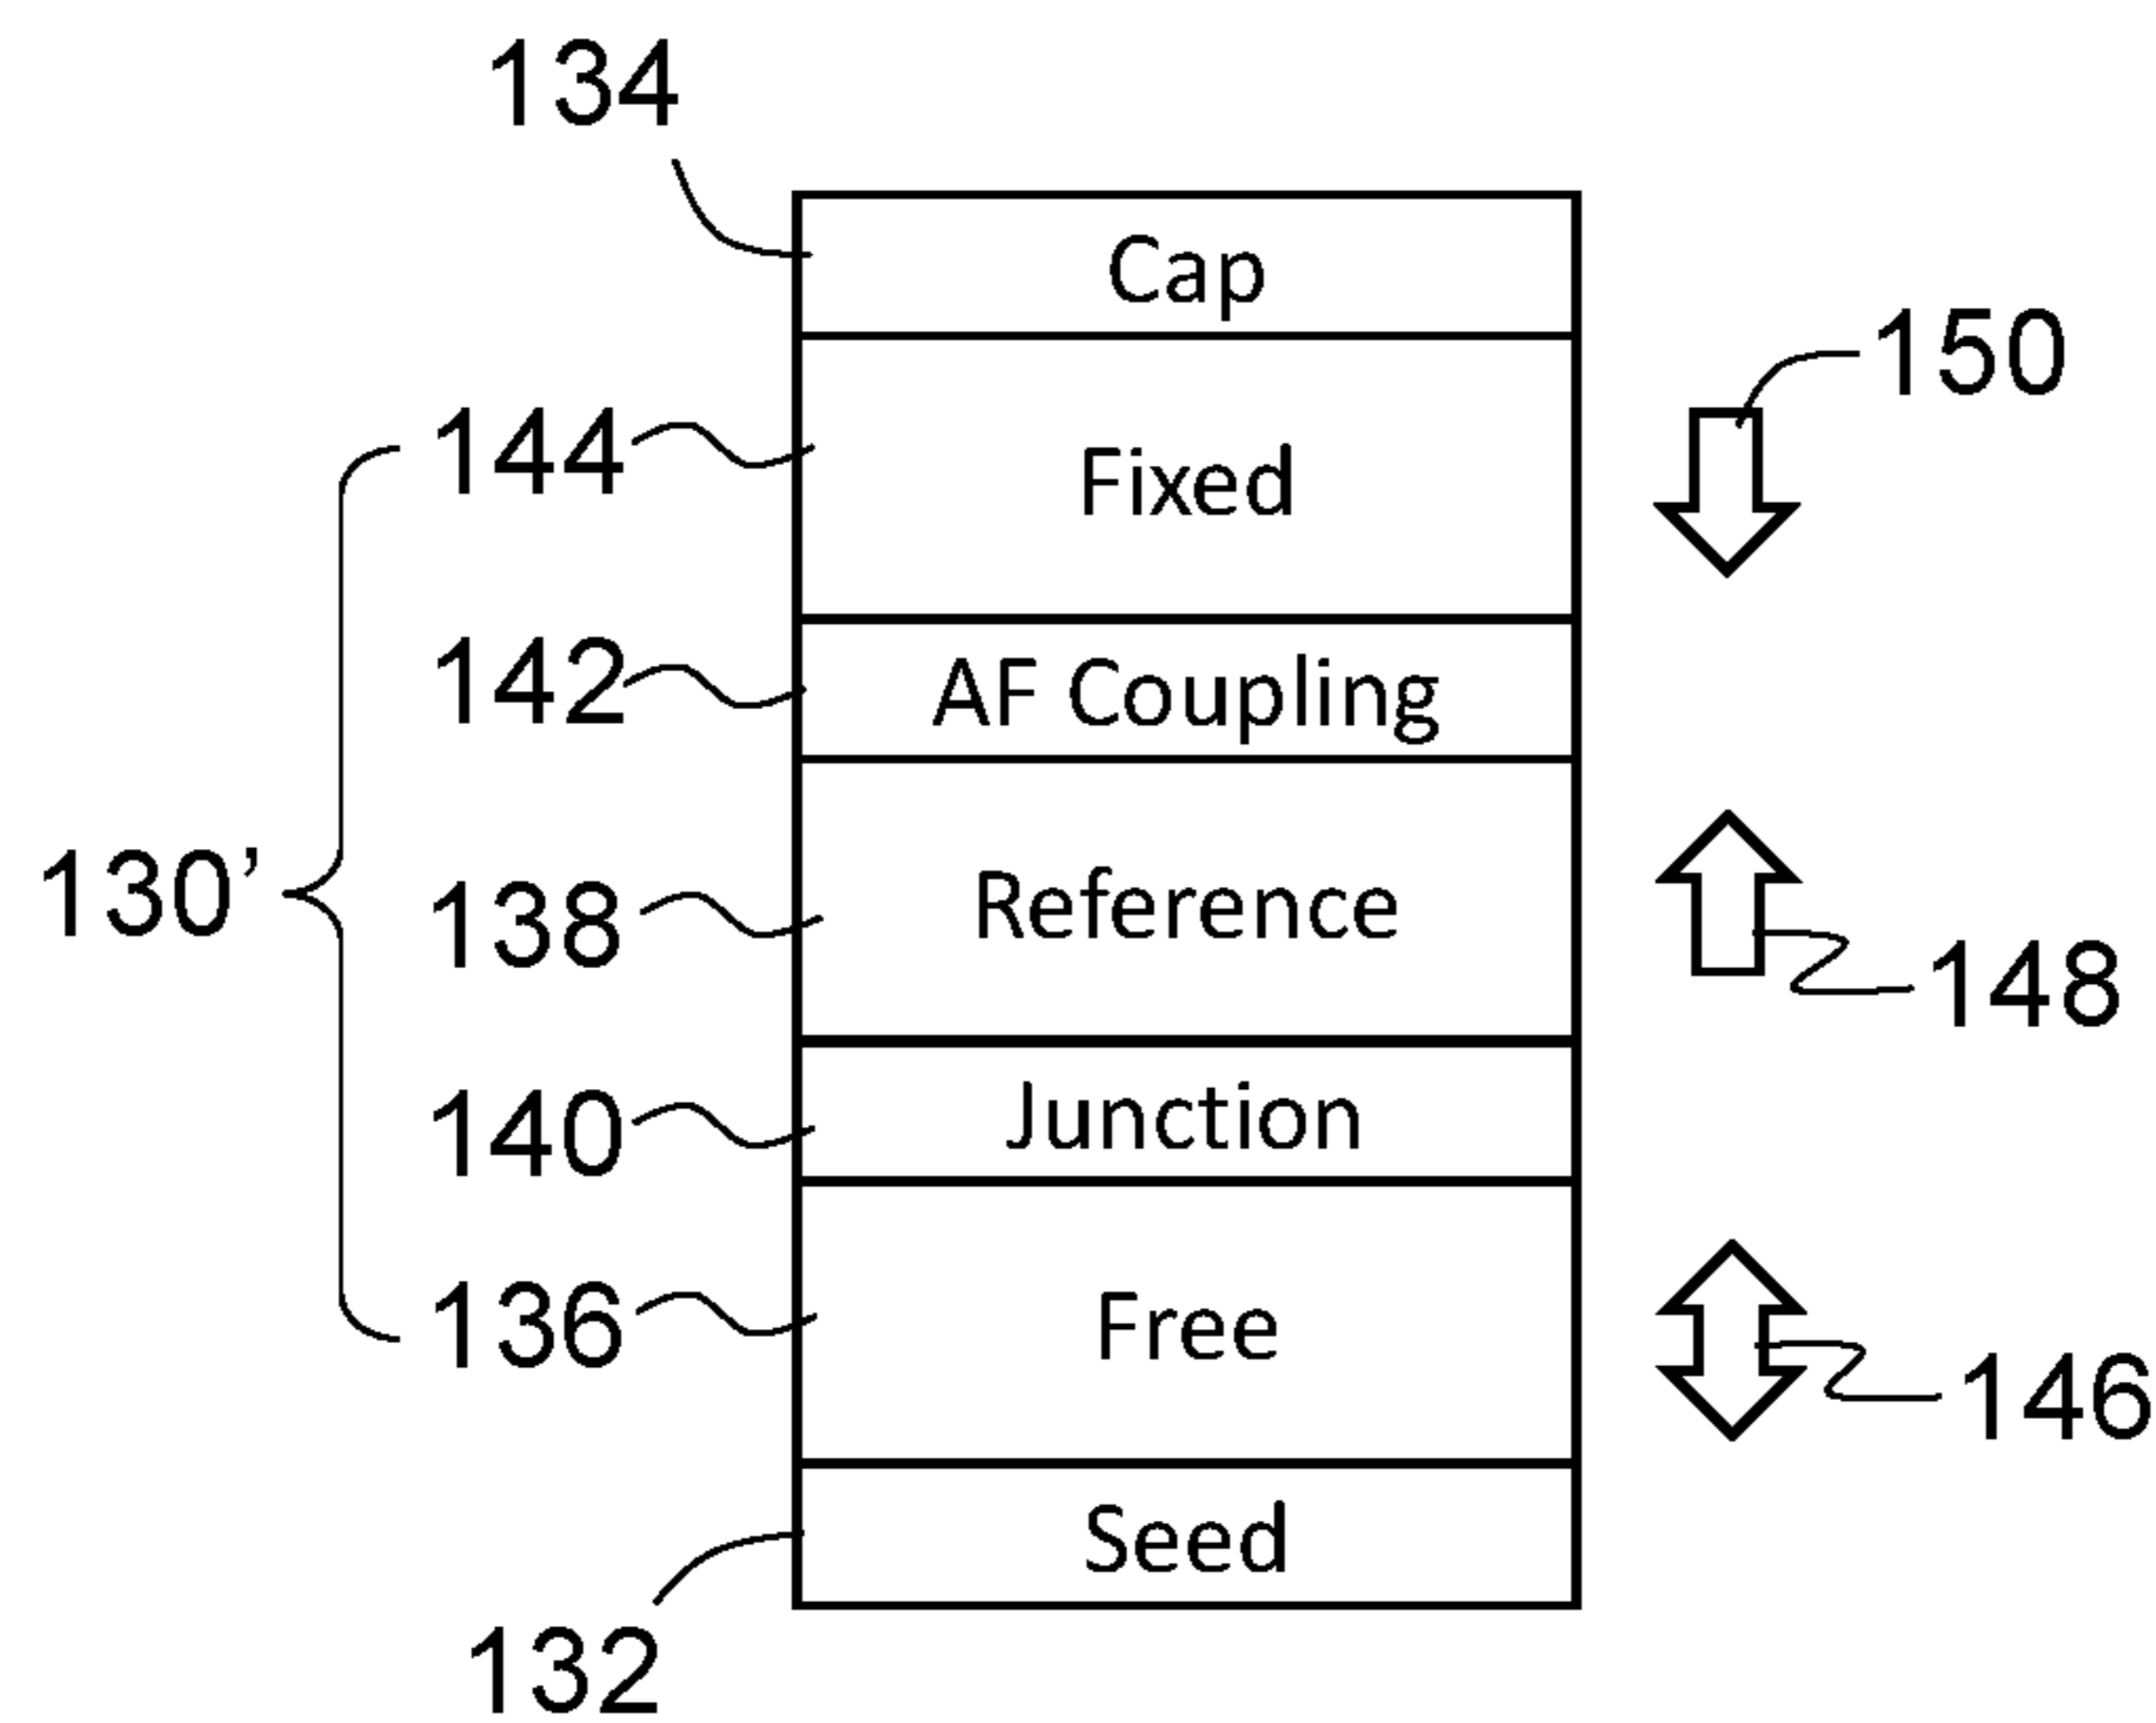 134
Cap
150
144
Fixed
142
AF Coupling
130’
138
Reference
148
140
Junction
136
Free
146
Seed
132